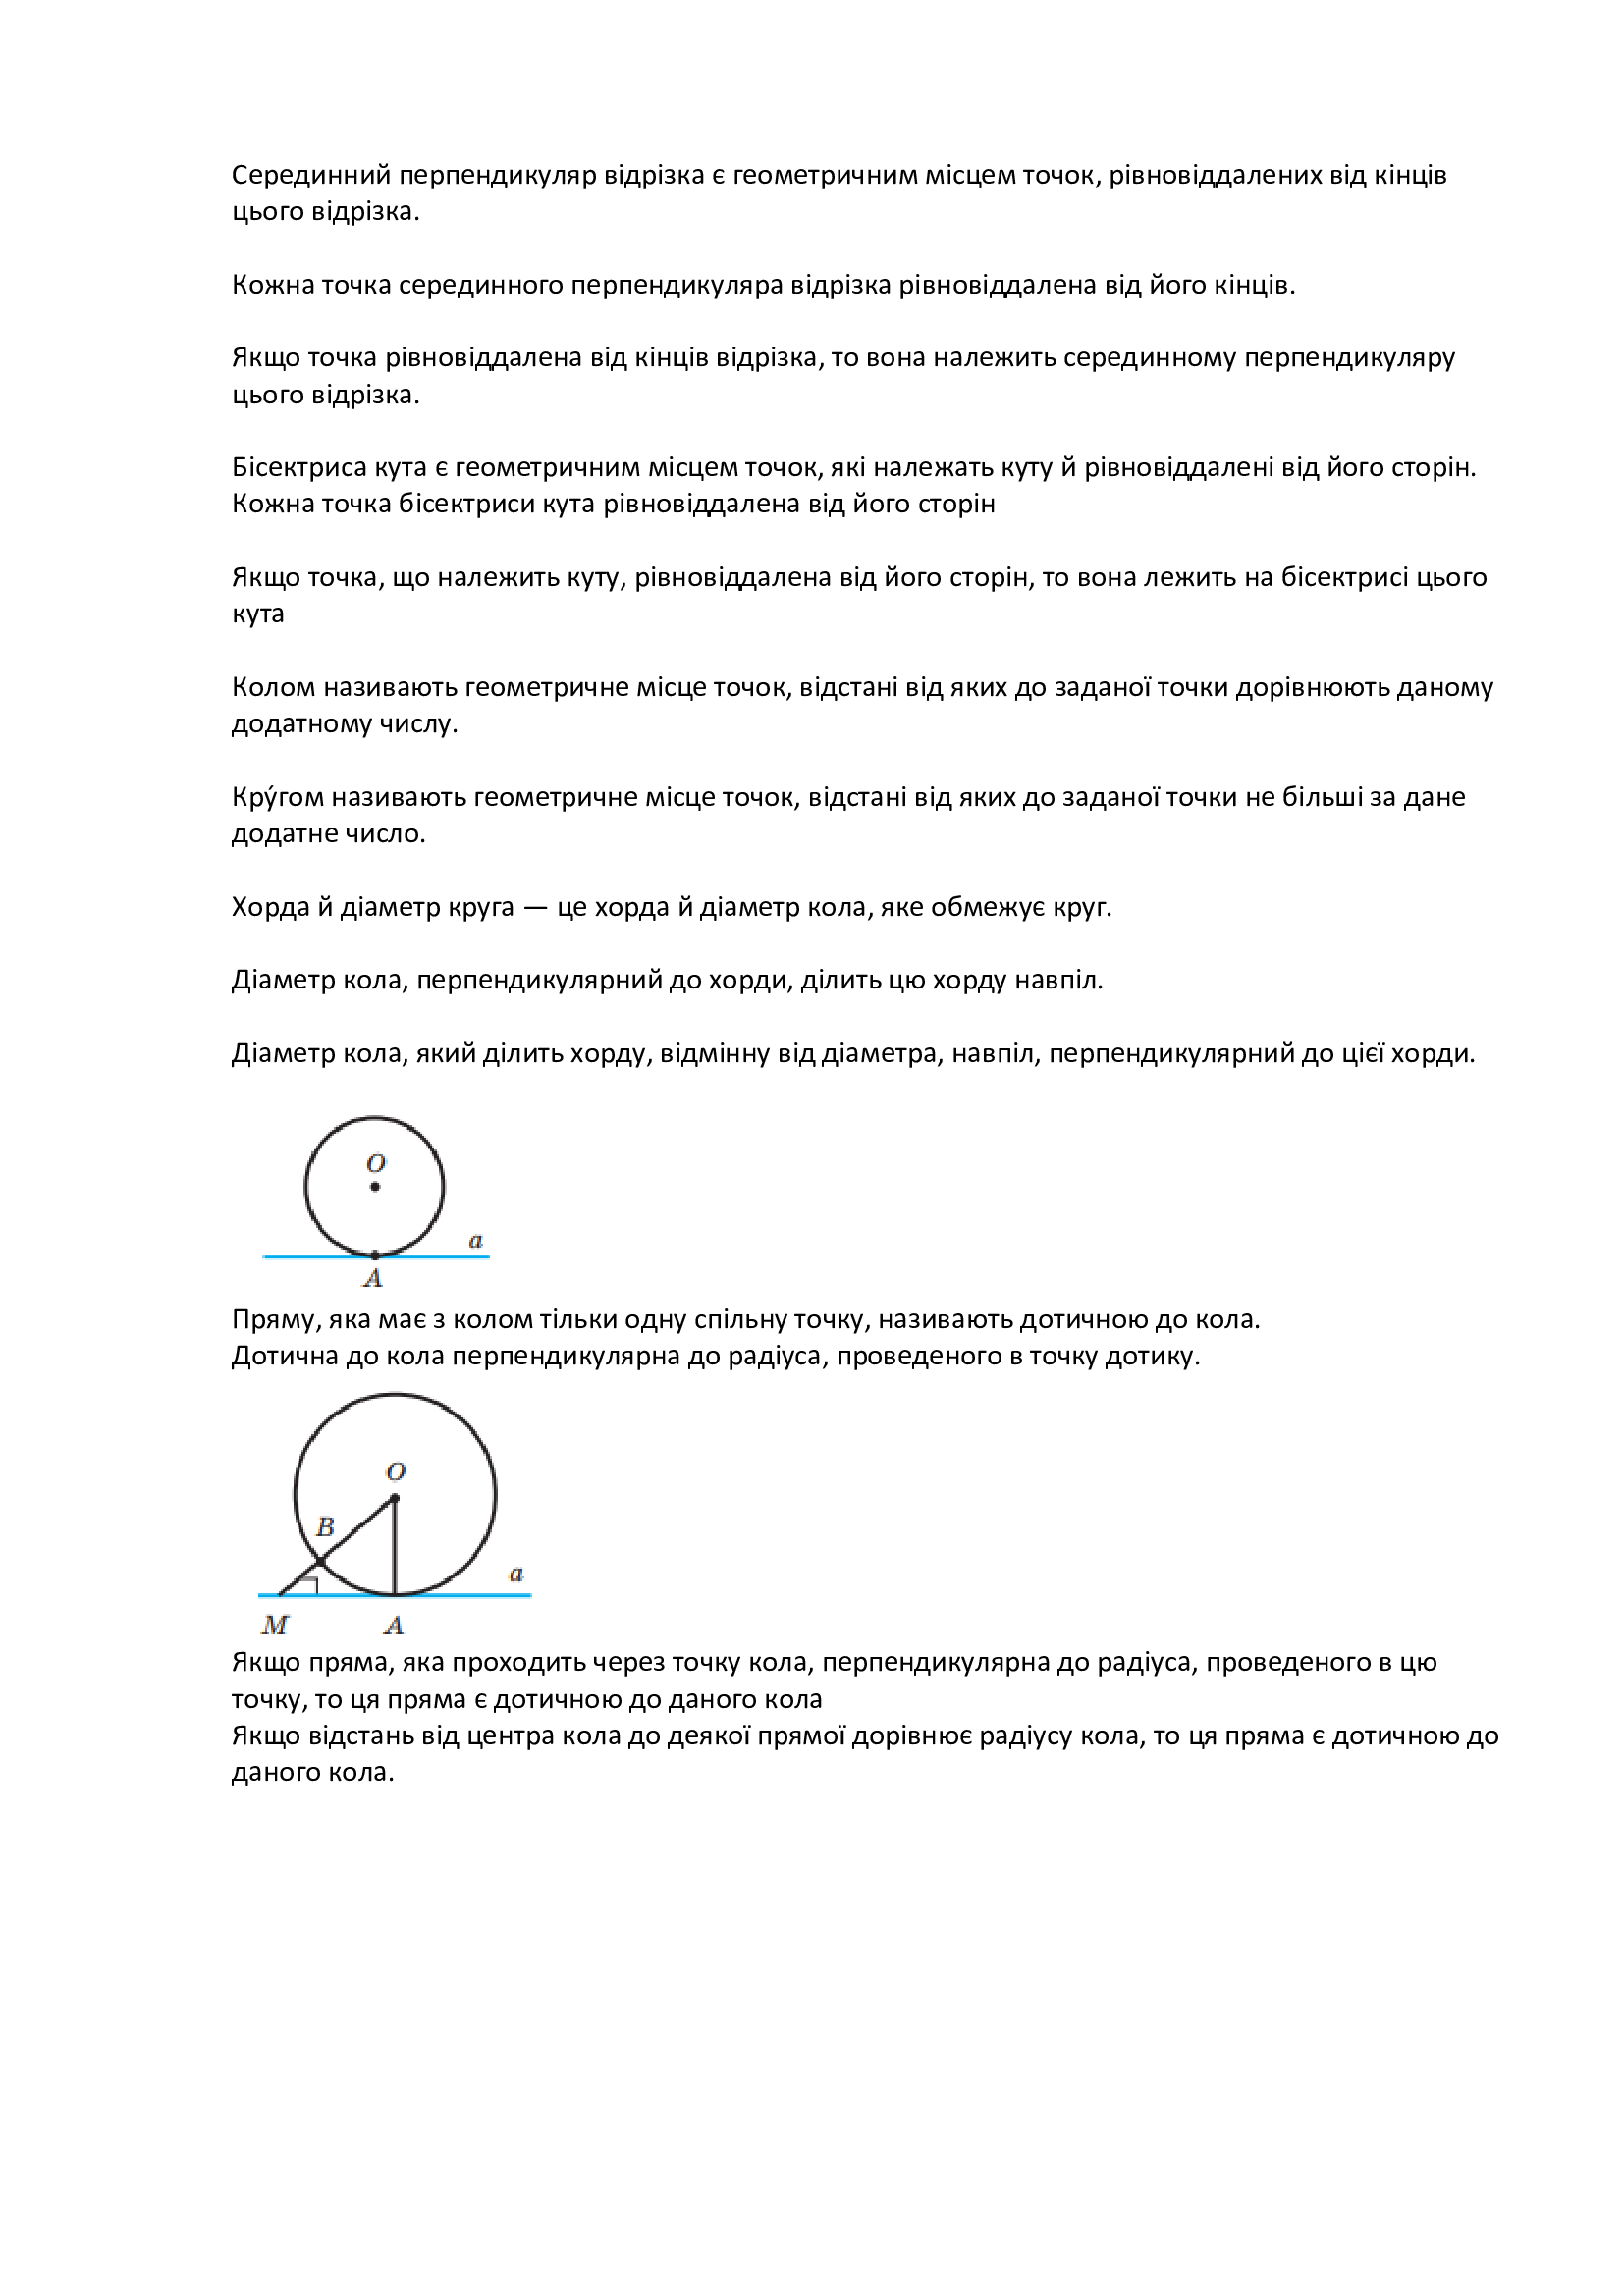 Серединний перпендикуляр відрізка є геометричним місцем точок, рівновіддалених від кінців
цього відрізка.
Кожна точка серединного перпендикуляра відрізка рівновіддалена від його кінців.
Якщо точка рівновіддалена від кінців відрізка, то вона належить серединному перпендикуляру
цього відрізка.
Бісектриса кута є геометричним місцем точок, які належать куту й рівновіддалені від його сторін.
Кожна точка бісектриси кута рівновіддалена від його сторін
Якщо точка, що належить куту, рівновіддалена від його сторін, то вона лежить на бісектрисі цього
кута
Колом називають геометричне місце точок, відстані від яких до заданої точки дорівнюють даному
додатному числу.
Кру́гом називають геометричне місце точок, відстані від яких до заданої точки не більші за дане
додатне число.
Хорда й діаметр круга — це хорда й діаметр кола, яке обмежує круг.
Діаметр кола, перпендикулярний до хорди, ділить цю хорду навпіл.
Діаметр кола, який ділить хорду, відмінну від діаметра, навпіл, перпендикулярний до цієї хорди.
O
a
A
Пряму, яка має з колом тільки одну спільну точку, називають дотичною до кола.
Дотична до кола перпендикулярна до радіуса, проведеного в точку дотику.
O
B
a
M A
Якщо пряма, яка проходить через точку кола, перпендикулярна до радіуса, проведеного в цю
точку, то ця пряма є дотичною до даного кола
Якщо відстань від центра кола до деякої прямої дорівнює радіусу кола, то ця пряма є дотичною до
даного кола.